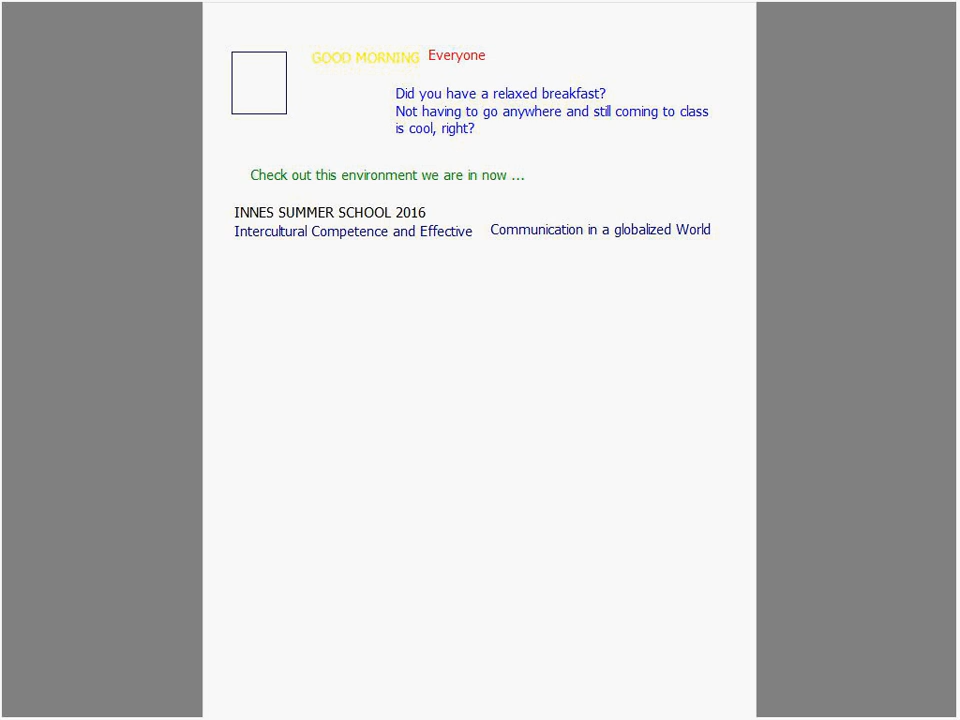 GOOD MORNING Everyone
Did you have a relaxed breakfast?
Not having to go anywhere and still coming to class
is cool, right?
Check out this environment we are in now ...
INNES SUMMER SCHOOL 2016
Intercultural Competence and Effective Communication in a globalized World